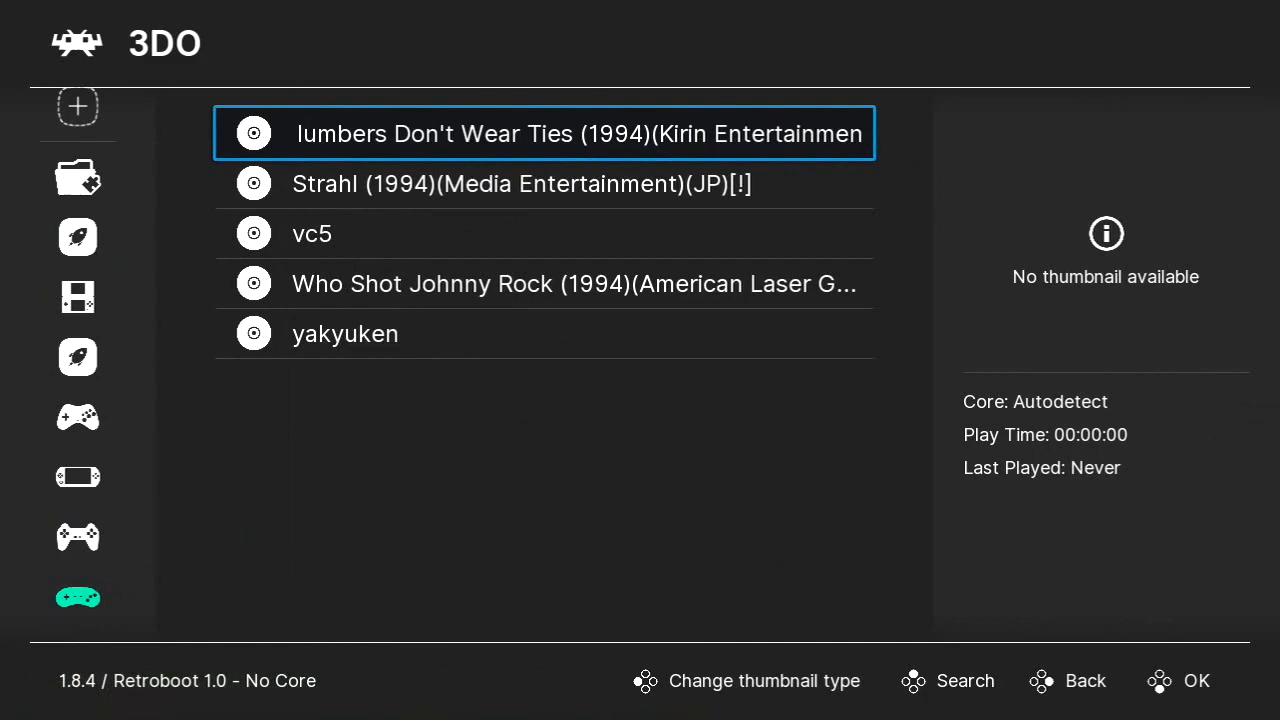 3DO
lumbers Don't Wear Ties (1994)(Kirin Entertainmen
Strahl (1994)(Media Entertainment)(JP)[!]
vc5
Who Shot Johnny Rock (1994)(American Laser G...
yakyuken
No thumbnail available
Core: Autodetect
Play Time: 00:00:00
Last Played: Never
1.8.4 / Retroboot 1.0 - No Core
Change thumbnail type
Search
Back
OK